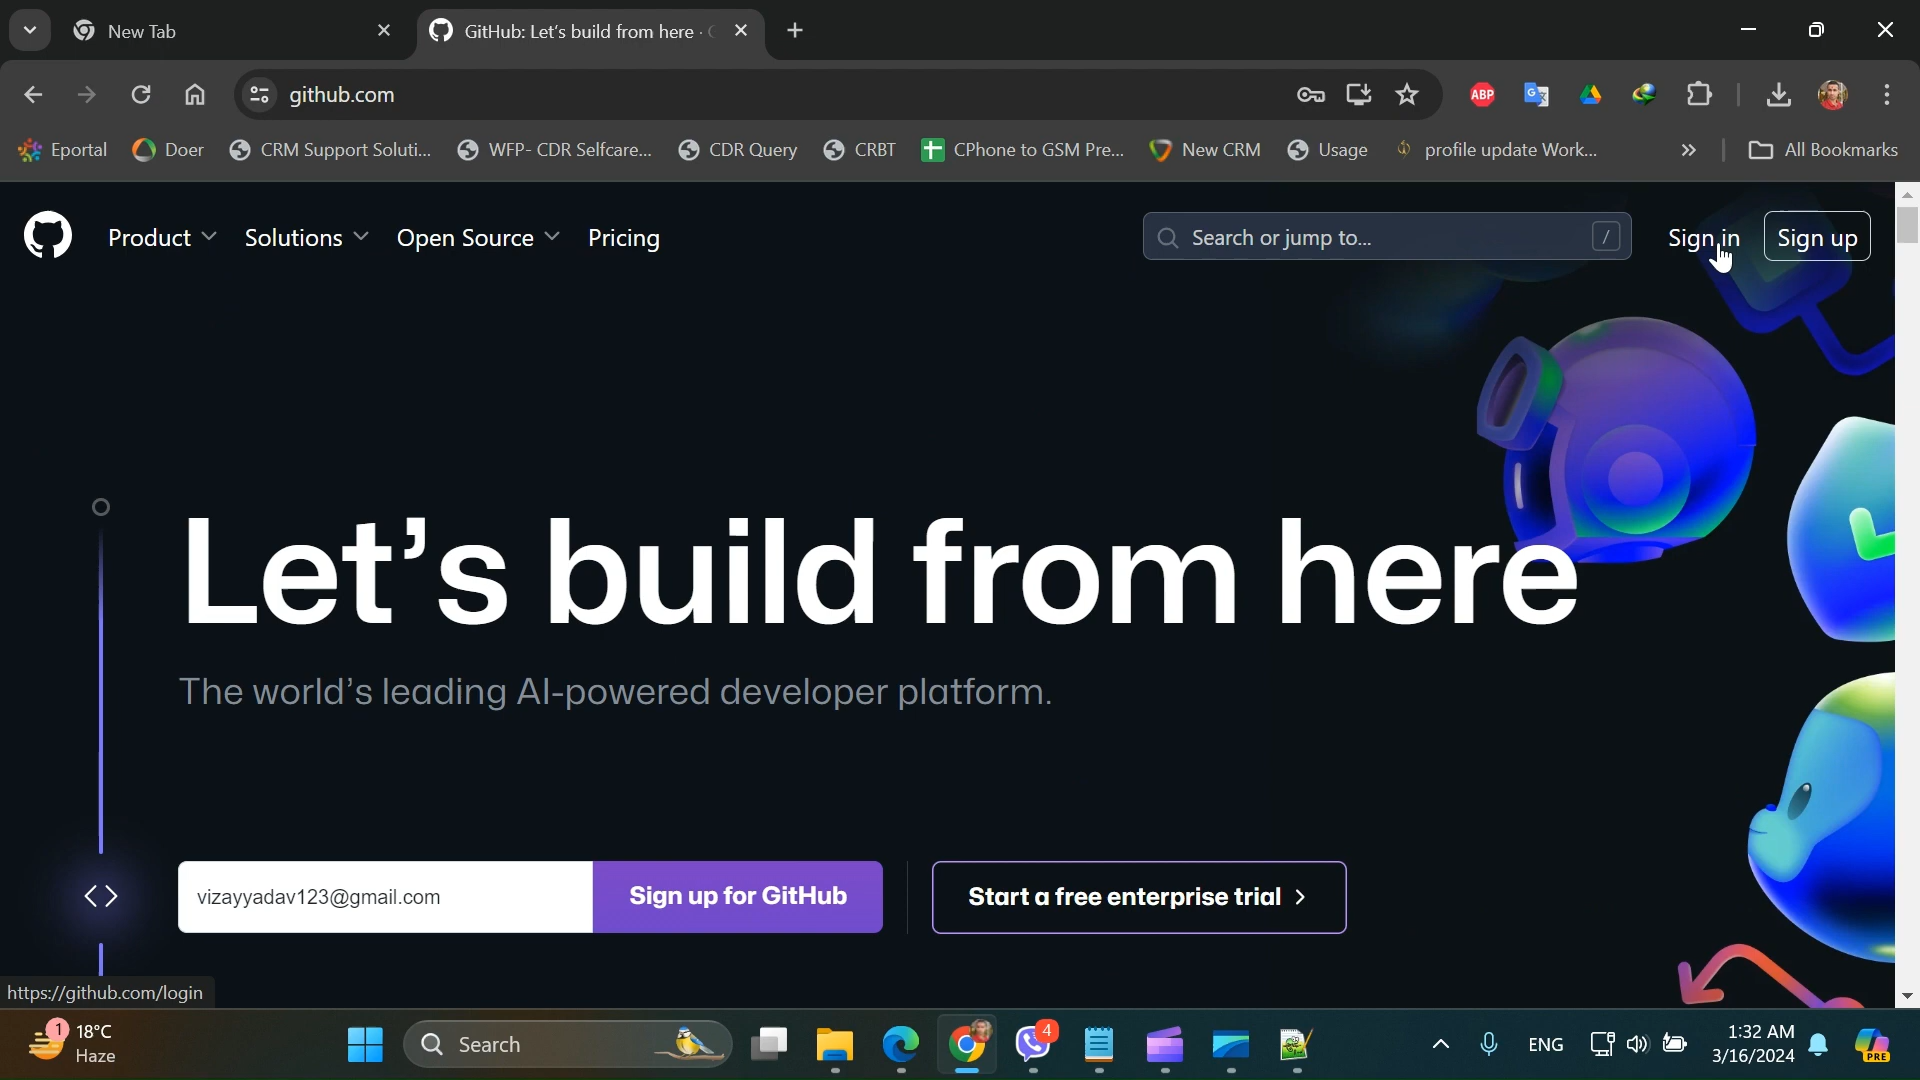 New Tab
GitHub: Let's build from here ·
github.com
ABP
Eportal
Doer
CRM Support Soluti...
WFP- CDR Selfcare...
CDR Query
CRBT
CPhone to GSM Pre...
New CRM
Usage
profile update Work...
»
All Bookmarks
Product
Solutions
Open Source
Pricing
Search or jump to...
/
Sign in
Sign up
Let's build from here
The world's leading AI-powered developer platform.
vizayyadav123@gmail.com
Sign up for GitHub
Start a free enterprise trial
https://github.com/login
1
18°C
Haze
Search
4
ENG
1:32 AM
3/16/2024
PRE